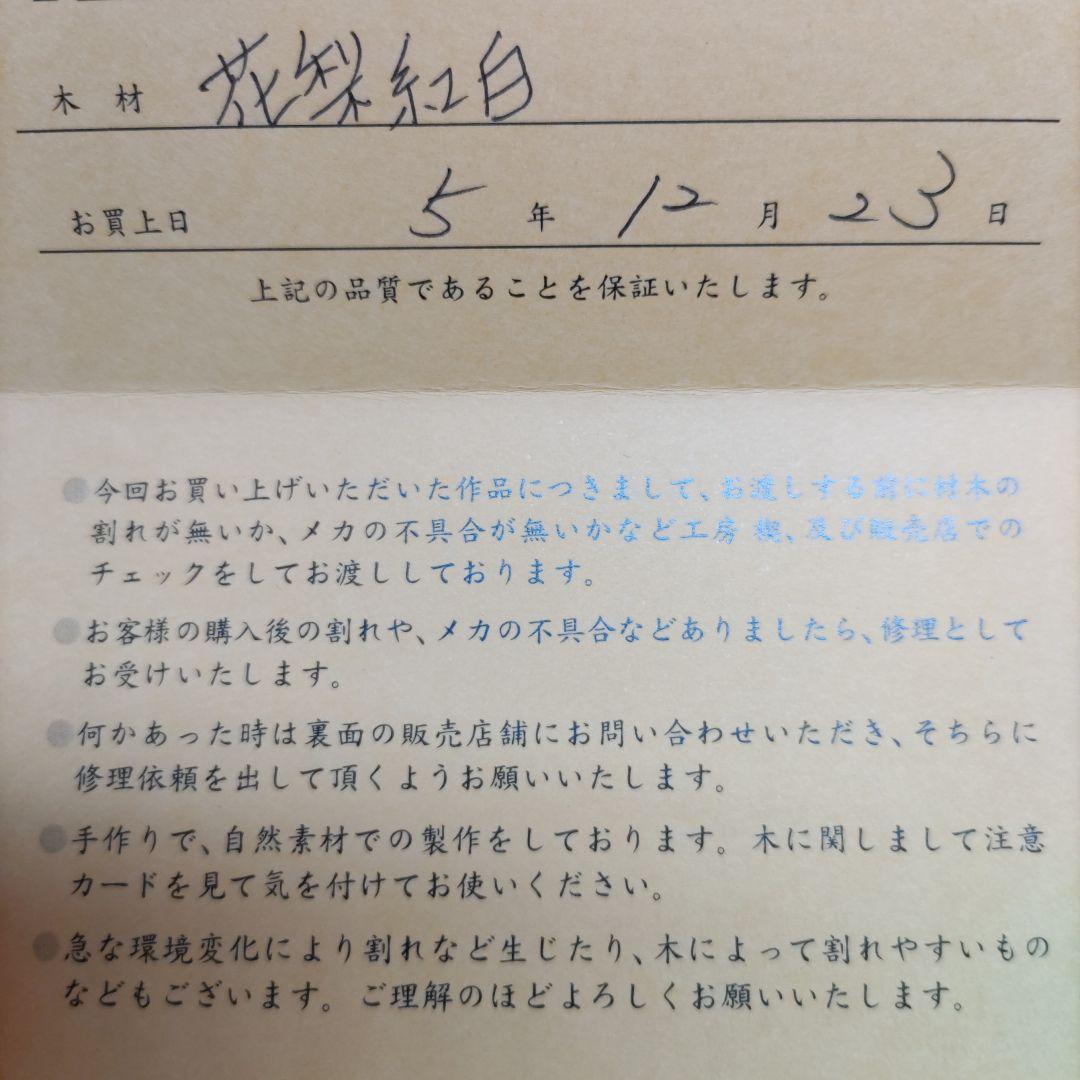 木材 花梨紅白
お買上日 5年 12月 23日
上記の品質であることを保証いたします。
●今回お買い上げいただいた作品につきまして、お渡しする前に材木の
割れが無いか、メカの不具合が無いかなど工房 楔、及び販売店での
チェックをしてお渡ししております。
●お客様の購入後の割れや、メカの不具合などありましたら、修理として
お受けいたします。
●何かあった時は裏面の販売店舗にお問い合わせいただき、そちらに
修理依頼を出して頂くようお願いいたします。
●手作りで、自然素材での製作をしております。木に関しまして注意
カードを見て気を付けてお使いください。
●急な環境変化により割れなど生じたり、木によって割れやすいもの
などもございます。ご理解のほどよろしくお願いいたします。